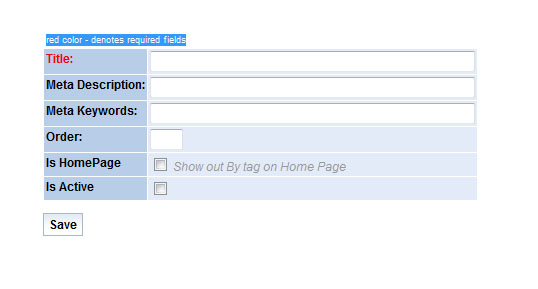 red color - denotes required fields
Title:
Meta Description:
Meta Keywords:
Order:
Is HomePage
Show out By tag on Home Page
Is Active
Save